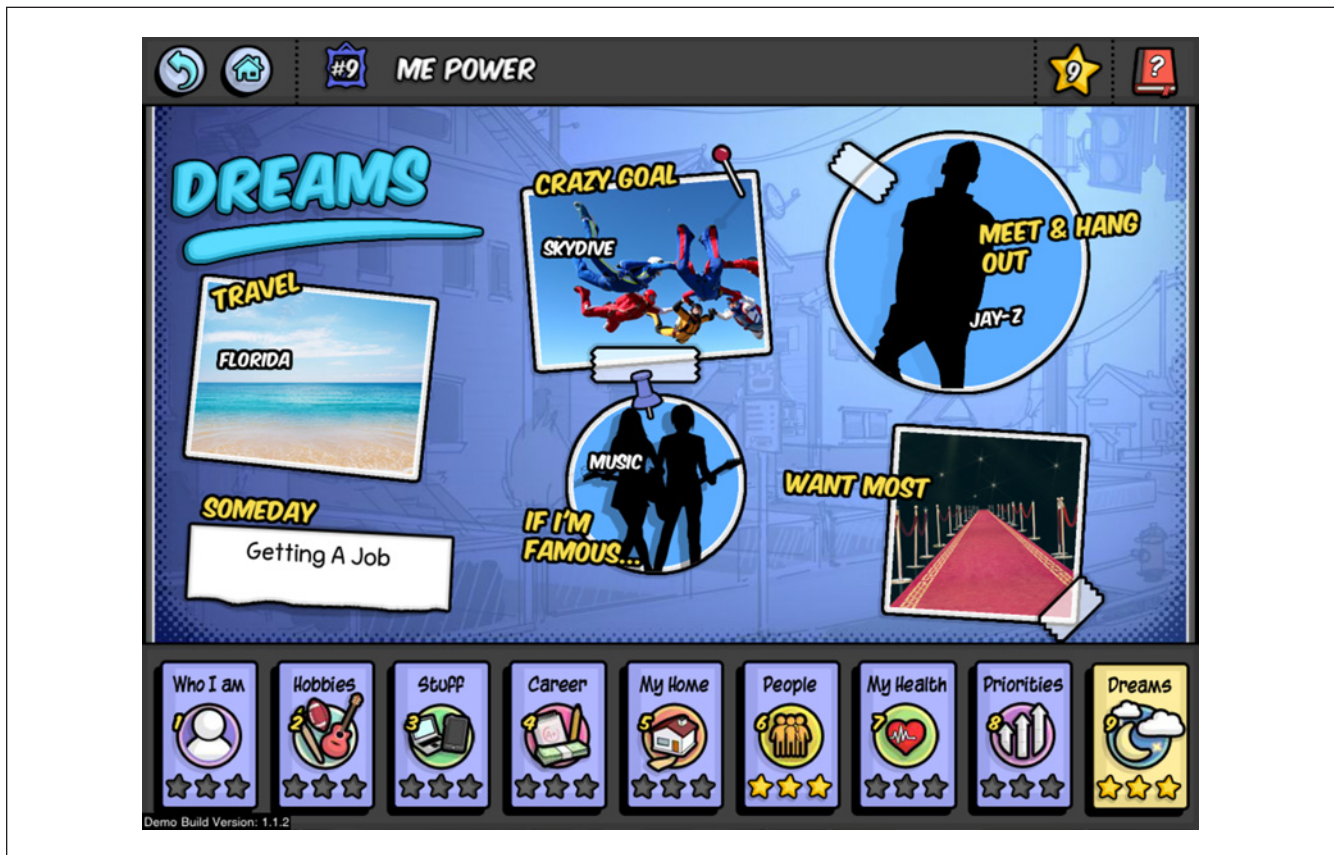 #9 ME POWER 9 ?
DREAMS
TRAVEL
FLORIDA
SOMEDAY
Getting A Job
CRAZY GOAL
SKYDIVE
MUSIC
IF I'M
FAMOUS...
MEET & HANG
OUT
JAY-Z
WANT MOST
Who I am
1
Hobbies
2
Stuff
3
Career
4
A+
My Home
5
People
6
My Health
7
Priorities
8
Dreams
9
Demo Build Version: 1.1.2